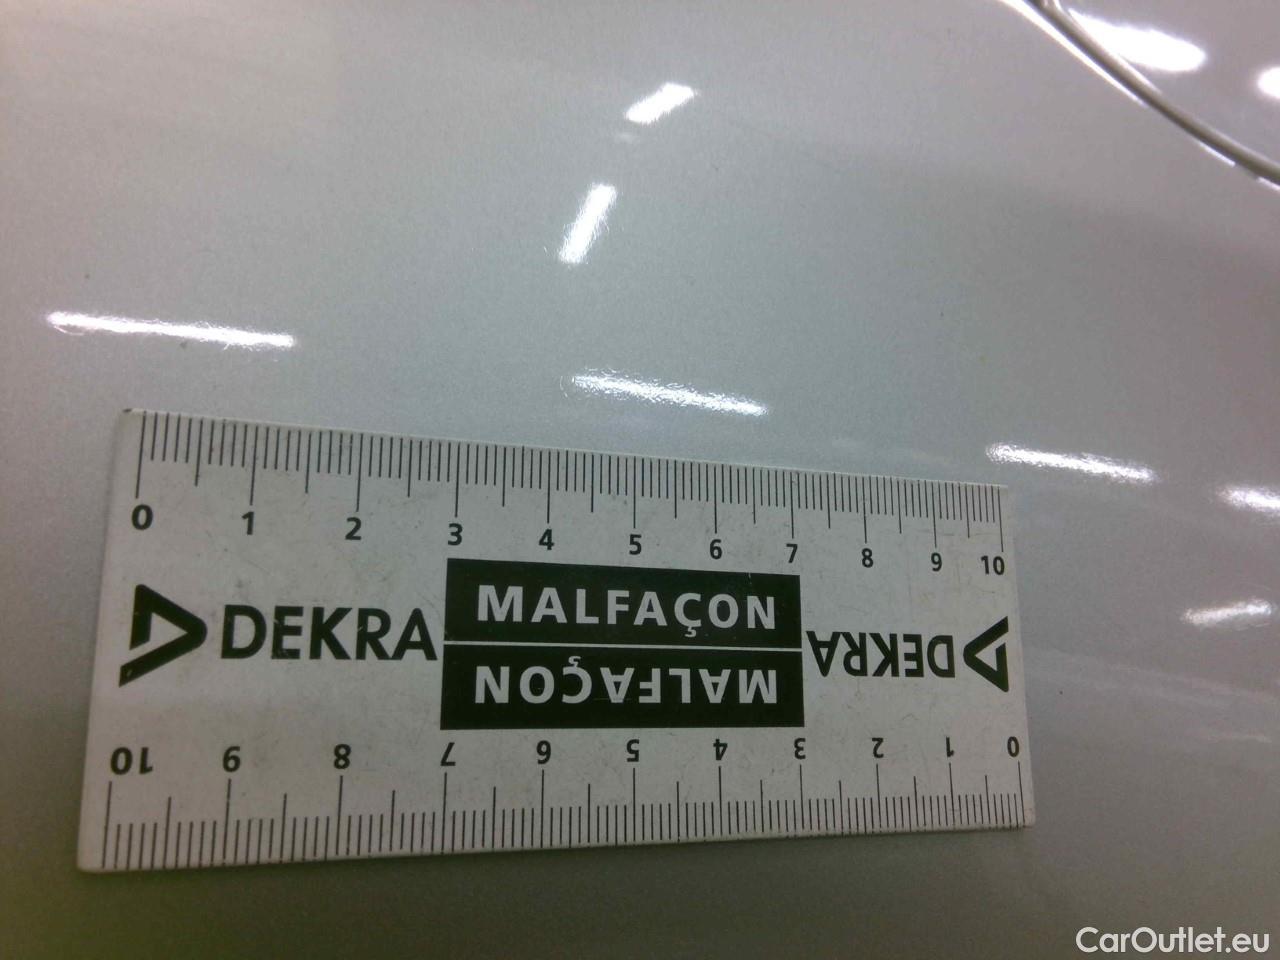 0 1 2 3 4 5 6 7 8 9 10
DEKRA MALFAÇON
MALFAÇON DEKRA
10 9 8 7 6 5 4 3 2 1 0
CarOutlet.eu